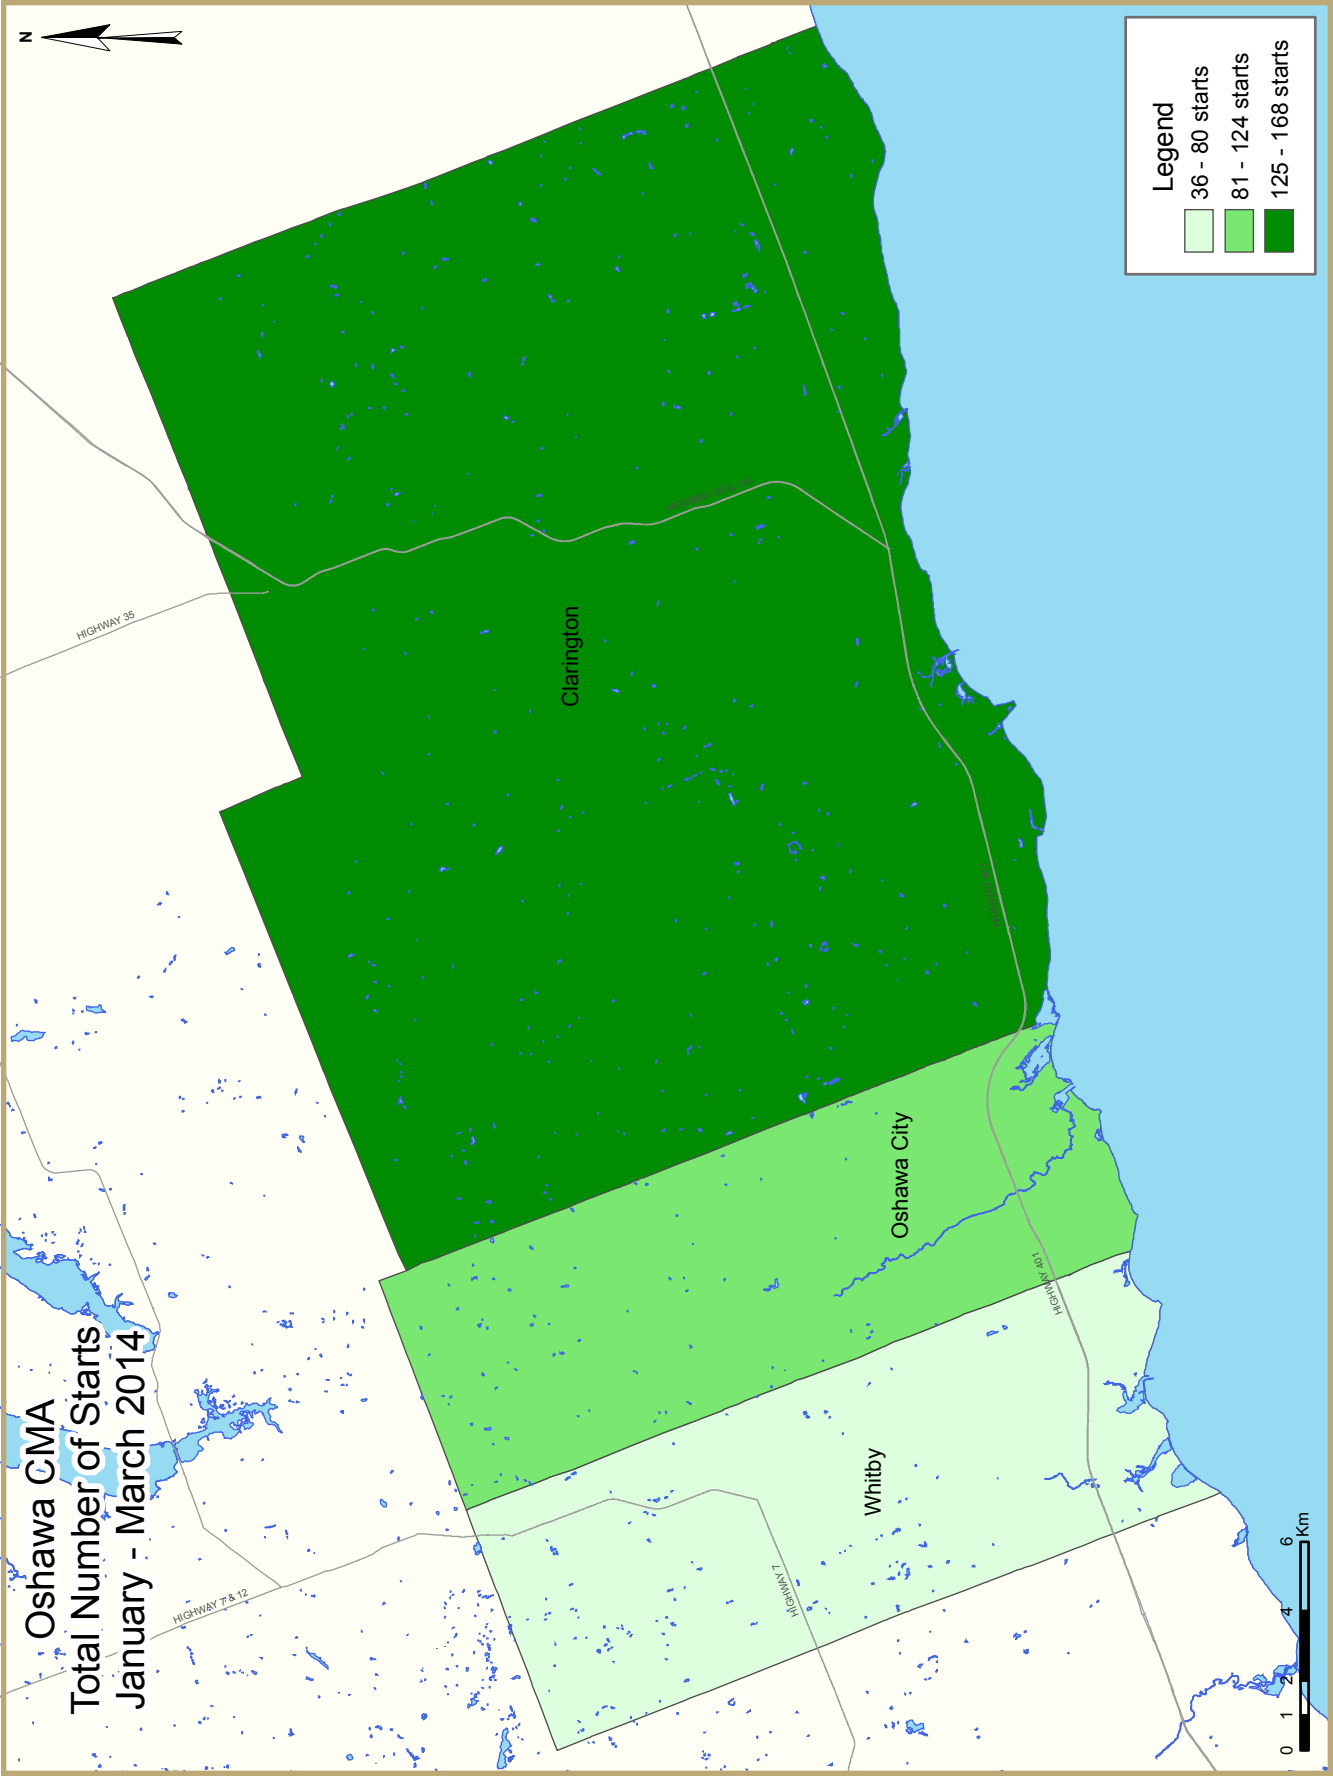 Oshawa CMA
Total Number of Starts
January - March 2014
N
HIGHWAY 35
HIGHWAY 7 & 12
Clarington
Oshawa City
Whitby
HIGHWAY 401
HIGHWAY 7
Legend
36 - 80 starts
81 - 124 starts
125 - 168 starts
0 1 2 4 6
Km